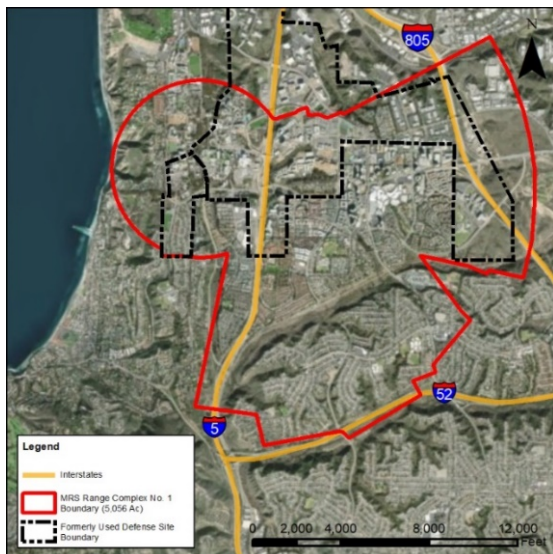 805
N
52
5
Legend
Interstates
MRS Range Complex No. 1
Boundary (5,056 Ac)
Formerly Used Defense Site
Boundary
0 2,000 4,000 8,000 12,000
Feet